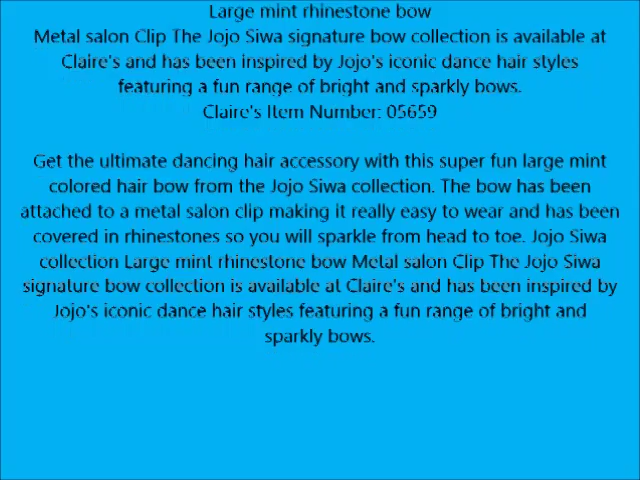 Large mint rhinestone bow
Metal salon Clip The Jojo Siwa signature bow collection is available at
Claire's and has been inspired by Jojo's iconic dance hair styles
featuring a fun range of bright and sparkly bows.
Claire's Item Number: 05659
Get the ultimate dancing hair accessory with this super fun large mint
colored hair bow from the Jojo Siwa collection. The bow has been
attached to a metal salon clip making it really easy to wear and has been
covered in rhinestones so you will sparkle from head to toe. Jojo Siwa
collection Large mint rhinestone bow Metal salon Clip The Jojo Siwa
signature bow collection is available at Claire's and has been inspired by
Jojo's iconic dance hair styles featuring a fun range of bright and
sparkly bows.